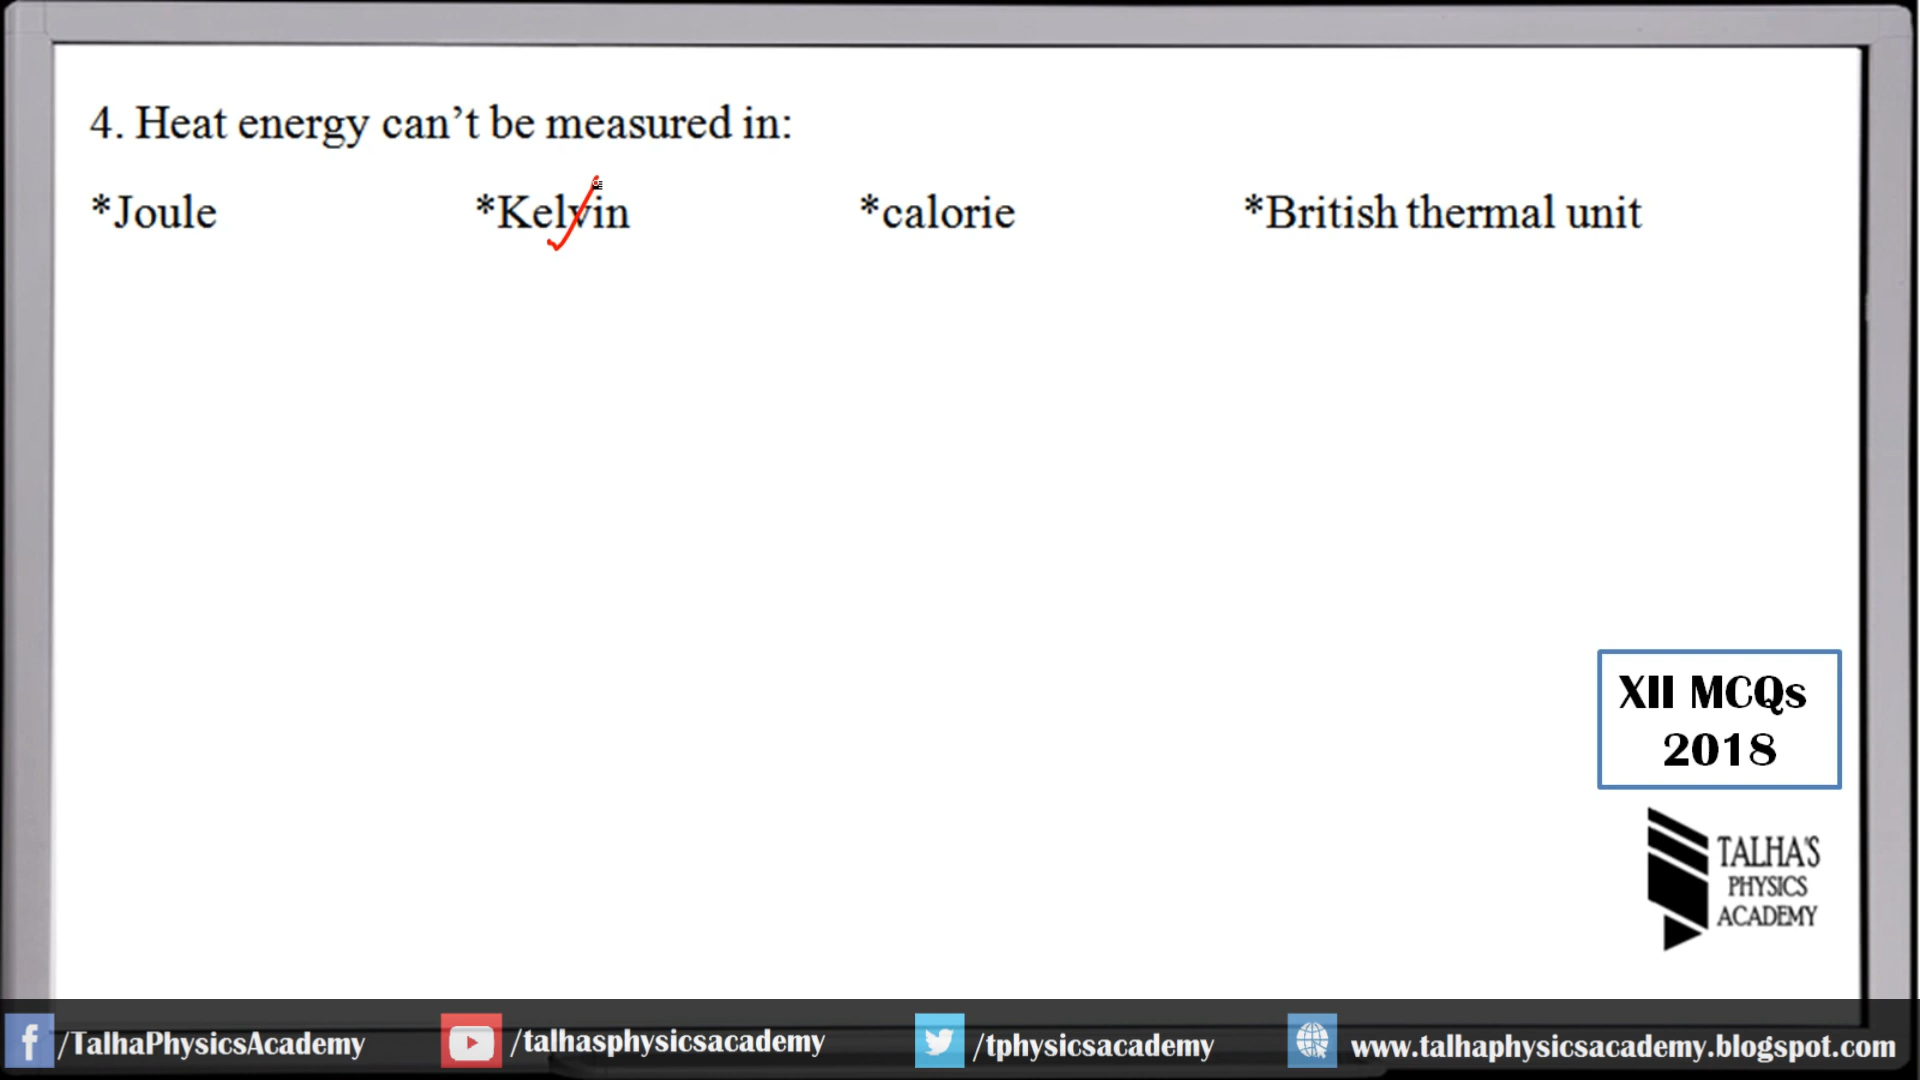 4. Heat energy can’t be measured in:
*Joule *Kelvin *calorie *British thermal unit
XII MCQs
2018
TALHA'S
PHYSICS
ACADEMY
/TalhaPhysicsAcademy /talhasphysicsacademy /tphysicsacademy www.talhaphysicsacademy.blogspot.com